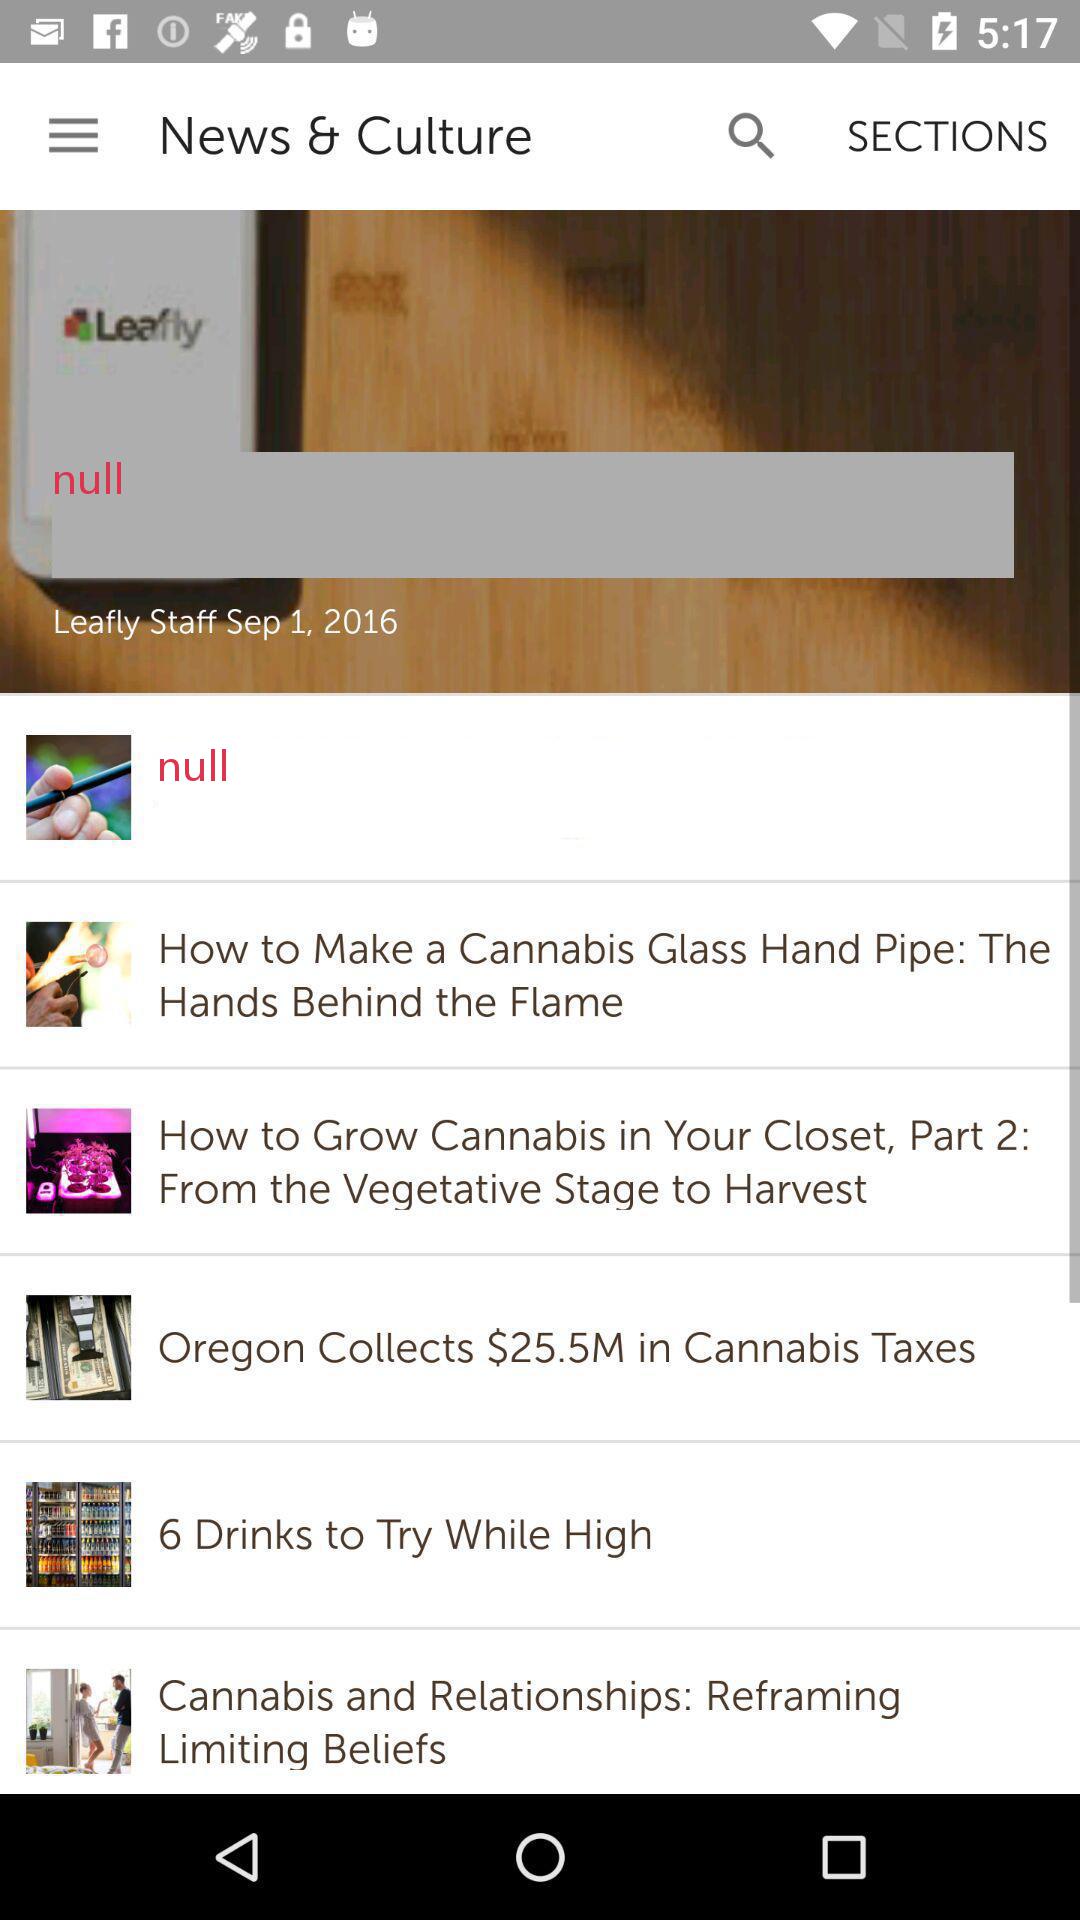 FAKE
5:17
News & Culture
SECTIONS
Leafly
null
Leafly Staff Sep 1, 2016
null
How to Make a Cannabis Glass Hand Pipe: The
Hands Behind the Flame
How to Grow Cannabis in Your Closet, Part 2:
From the Vegetative Stage to Harvest
Oregon Collects $25.5M in Cannabis Taxes
6 Drinks to Try While High
Cannabis and Relationships: Reframing
Limiting Beliefs